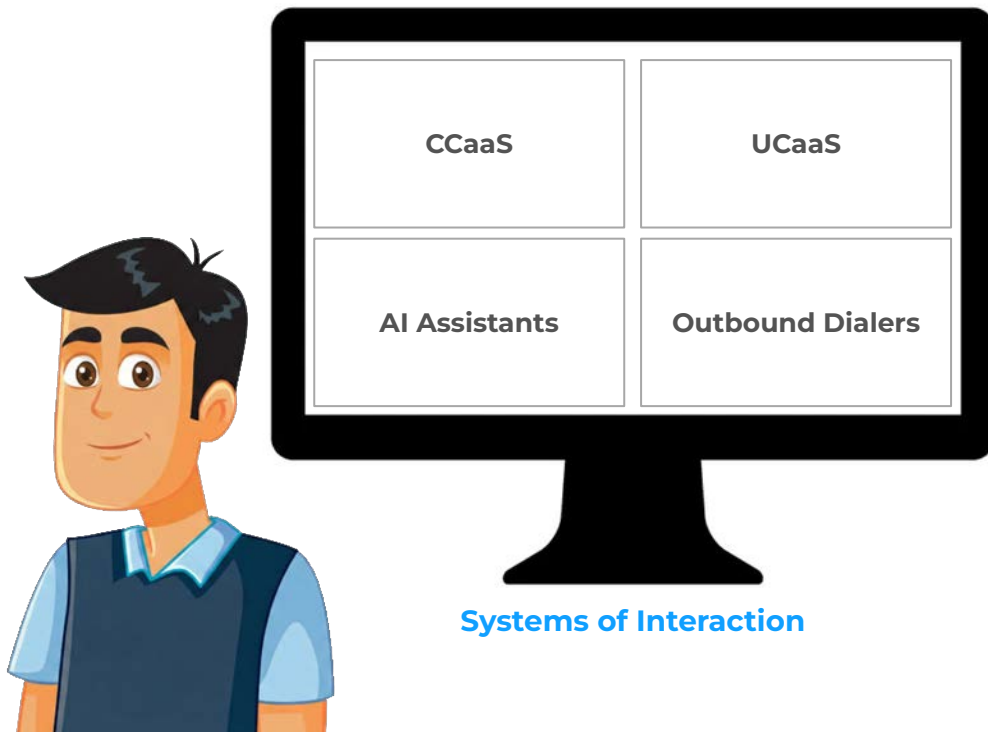 CCaaS
UCaaS
AI Assistants
Outbound Dialers
Systems of Interaction